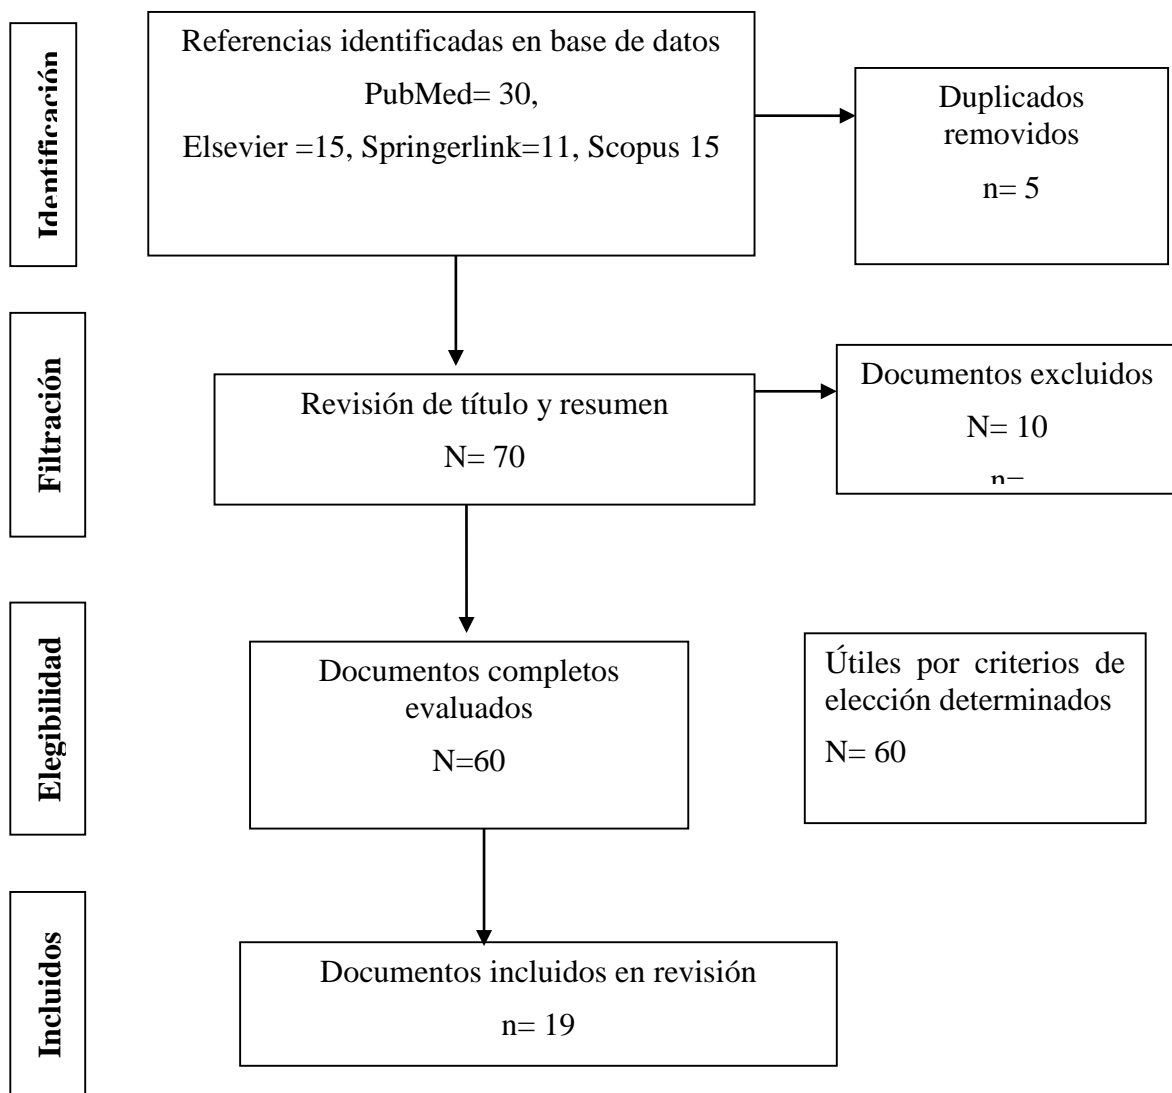 Identificación
Referencias identificadas en base de datos
PubMed= 30,
Elsevier =15, Springerlink=11, Scopus 15
Duplicados
removidos
n= 5
Filtración
Revisión de título y resumen
N= 70
Documentos excluidos
N= 10
n=
Elegibilidad
Documentos completos
evaluados
N=60
Útiles por criterios de
elección determinados
N= 60
Incluidos
Documentos incluidos en revisión
n= 19